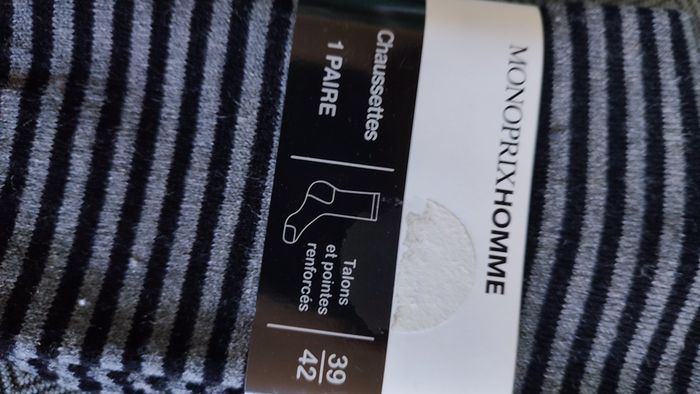 MONOPRIXHOMME
Chaussettes
1 PAIRE
Talons
et pointes
renforcés
39
42